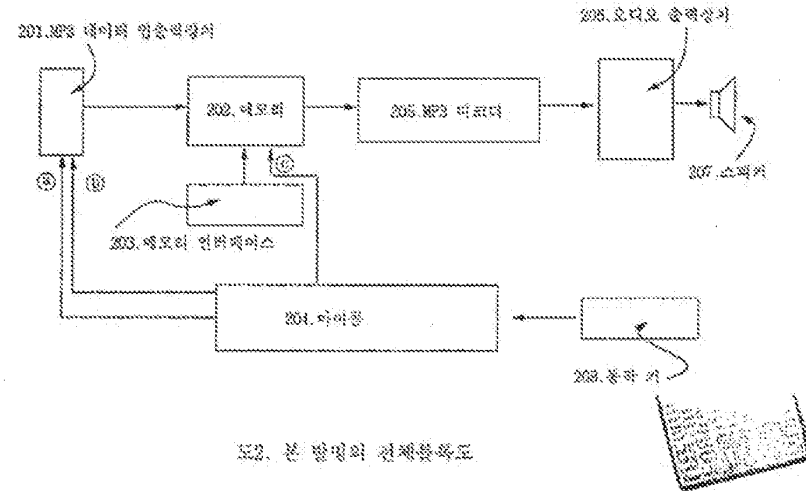 201.MP3 데이터 입출력장치
206.오디오 출력장치
202.메모리
205.MP3 디코더
ⓐ ⓑ
ⓒ
207.스피커
203.메모리 인터페이스
204.마이콤
208.동작 키
도2. 본 발명의 전체블록도